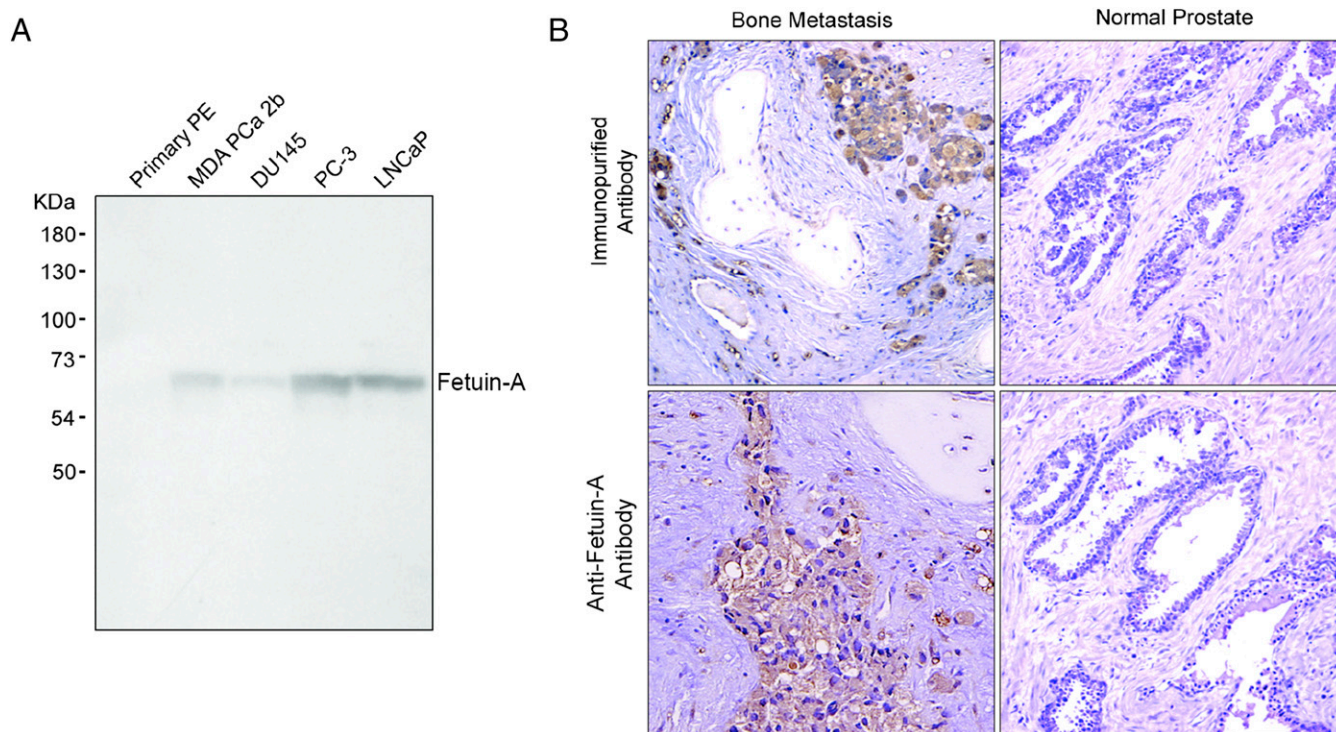 A
Primary PE
MDA PCa 2b
DU145
PC-3
LNCaP
KDa
180-
130-
100-
73-
54-
50-
Fetuin-A
B
Bone Metastasis
Normal Prostate
Immunopurified
Antibody
Anti-Fetuin-A
Antibody